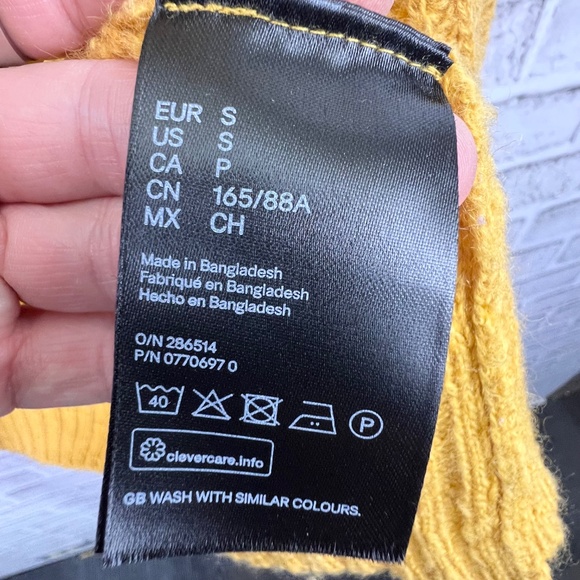 EUR S
US S
CA P
CN 165/88A
MX CH
Made in Bangladesh
Fabriqué en Bangladesh
Hecho en Bangladesh
O/N 286514
P/N 0770697 0
40 P
clevercare.info
GB WASH WITH SIMILAR COLOURS.